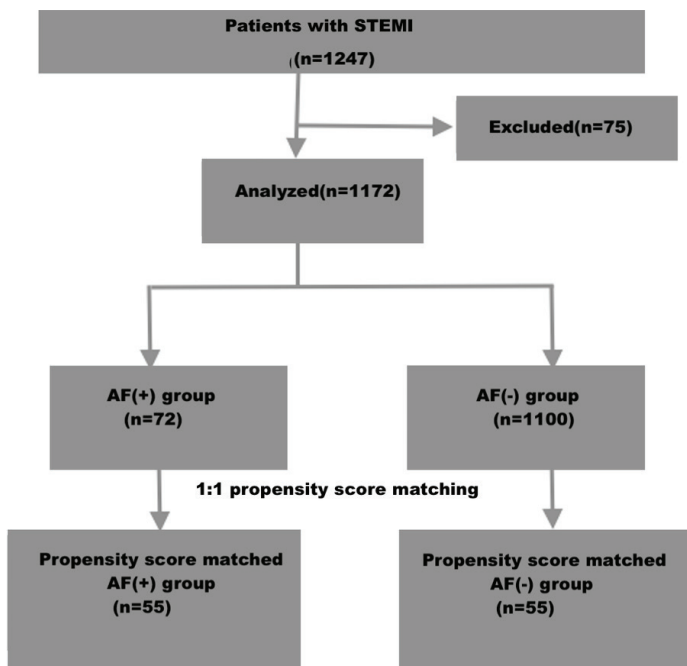 Patients with STEMI
(n=1247)
Excluded(n=75)
Analyzed(n=1172)
AF(+) group
(n=72)
AF(-) group
(n=1100)
1:1 propensity score matching
Propensity score matched
AF(+) group
(n=55)
Propensity score matched
AF(-) group
(n=55)